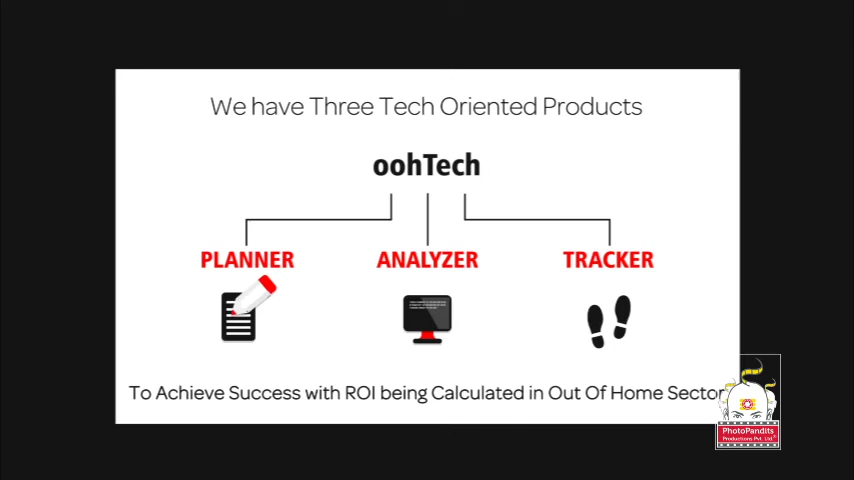 We have Three Tech Oriented Products
oohTech
PLANNER
ANALYZER
TRACKER
To Achieve Success with ROI being Calculated in Out Of Home Sector
PhotoPandits
Productions Pvt. Ltd.